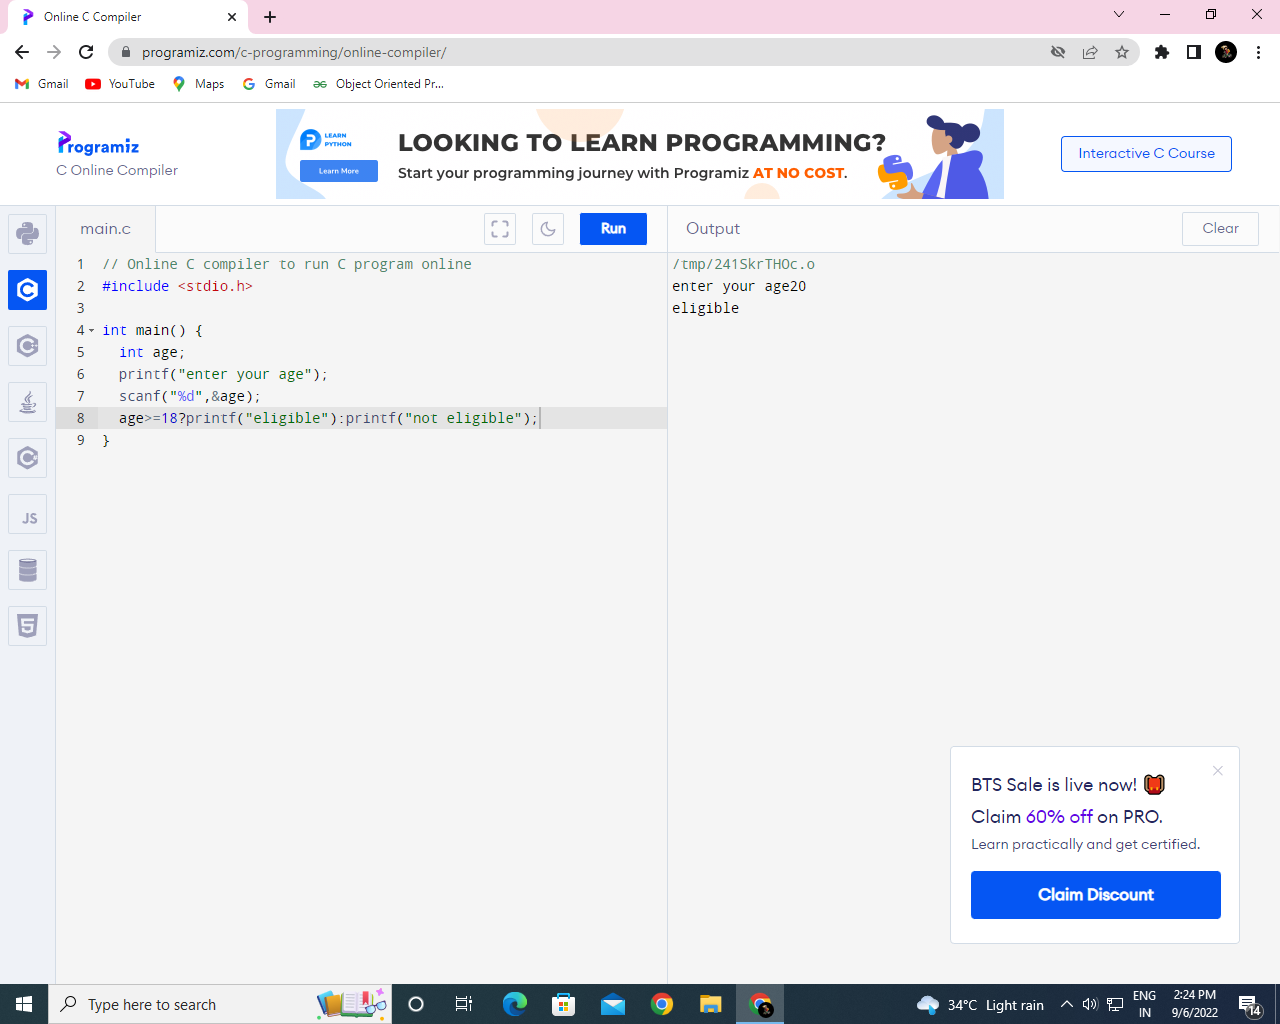 Online C Compiler
programiz.com/c-programming/online-compiler/
Gmail
YouTube
Maps
Gmail
Object Oriented Pr...
Programiz
C Online Compiler
LEARN
PYTHON
Learn More
LOOKING TO LEARN PROGRAMMING?
Start your programming journey with Programiz AT NO COST.
Interactive C Course
main.c
Run
Output
Clear
1 // Online C compiler to run C program online
2 #include <stdio.h>
3
4 int main() {
5 int age;
6 printf("enter your age");
7 scanf("%d",&age);
8 age>=18?printf("eligible"):printf("not eligible");
9 }
/tmp/241SkrTHOc.o
enter your age20
eligible
JS
BTS Sale is live now!
Claim 60% off on PRO.
Learn practically and get certified.
Claim Discount
Type here to search
34°C Light rain
ENG
IN
2:24 PM
9/6/2022
14